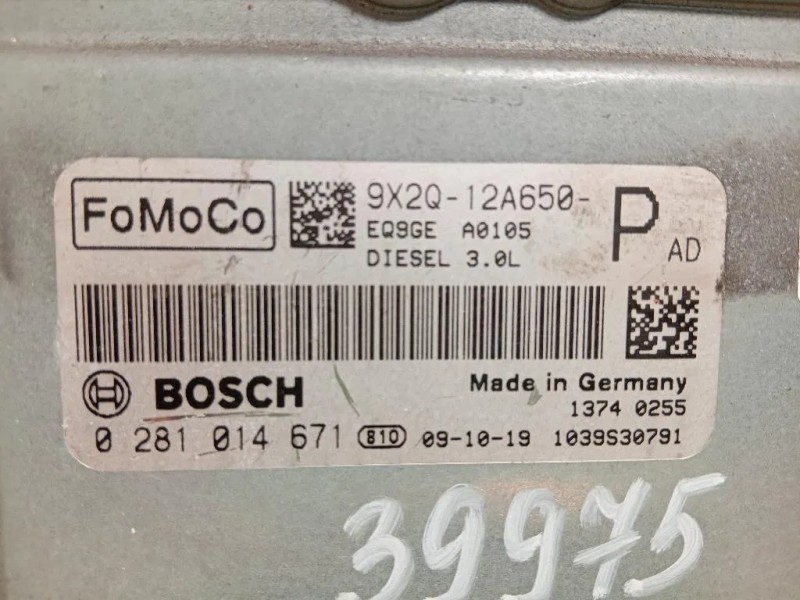 FoMoCo
9X2Q-12A650-
P
AD
EQ9GE A0105
DIESEL 3.0L
BOSCH
Made in Germany
1374 0255
0 281 014 671 810 09-10-19 1039S30791
39975